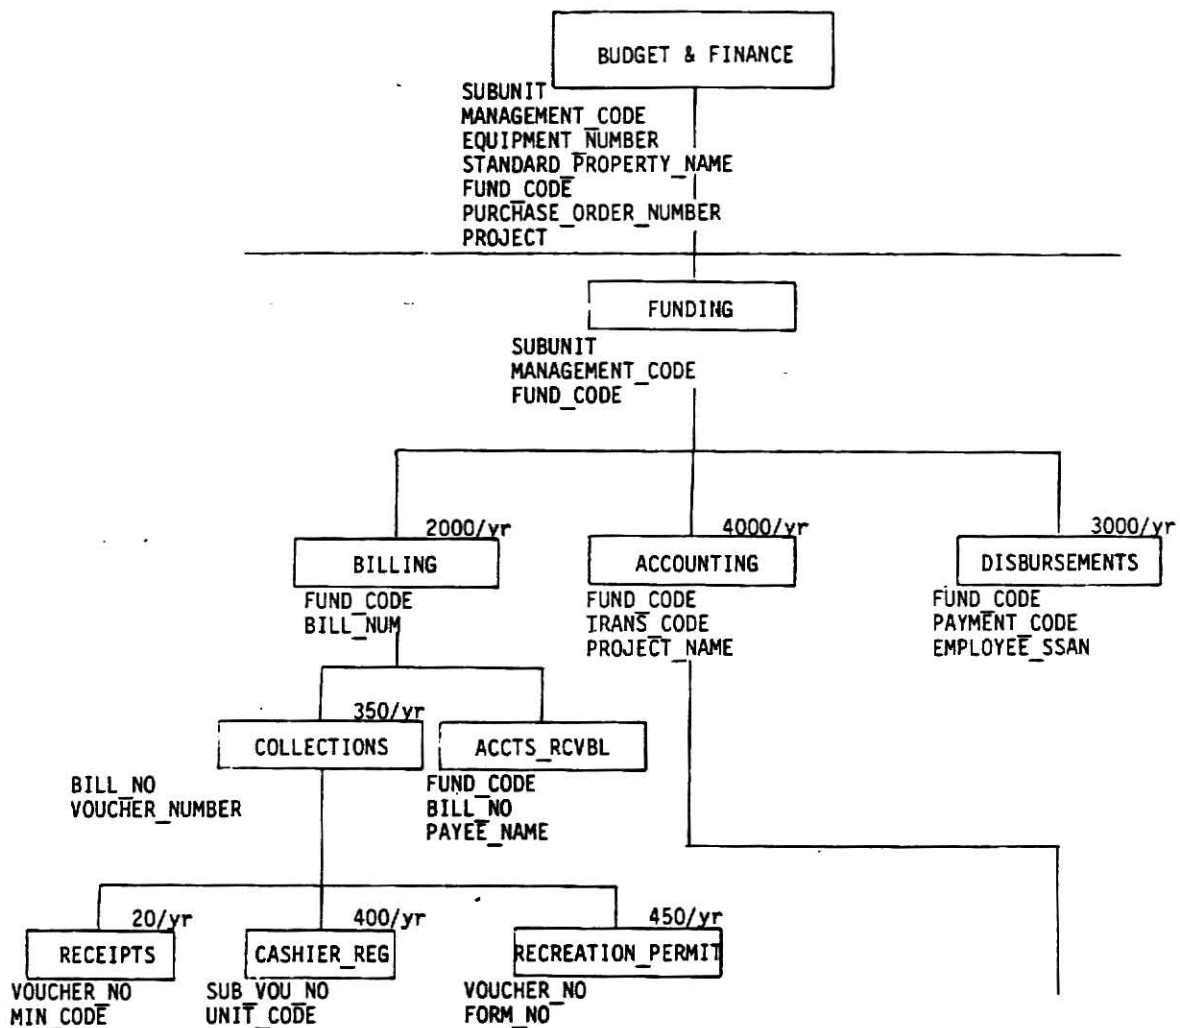 BUDGET & FINANCE
SUBUNIT
MANAGEMENT_CODE
EQUIPMENT_NUMBER
STANDARD_PROPERTY_NAME
FUND_CODE
PURCHASE_ORDER_NUMBER
PROJECT
FUNDING
SUBUNIT
MANAGEMENT_CODE
FUND_CODE
2000/yr
4000/yr
3000/yr
BILLING
ACCOUNTING
DISBURSEMENTS
FUND_CODE
BILL_NUM
FUND_CODE
TRANS_CODE
PROJECT_NAME
FUND_CODE
PAYMENT_CODE
EMPLOYEE_SSAN
350/yr
COLLECTIONS
ACCTS_RCVBL
BILL_NO
VOUCHER_NUMBER
FUND_CODE
BILL_NO
PAYEE_NAME
20/yr
400/yr
450/yr
RECEIPTS
CASHIER_REG
RECREATION_PERMIT
VOUCHER_NO
MIN_CODE
SUB_VOU_NO
UNIT_CODE
VOUCHER_NO
FORM_NO